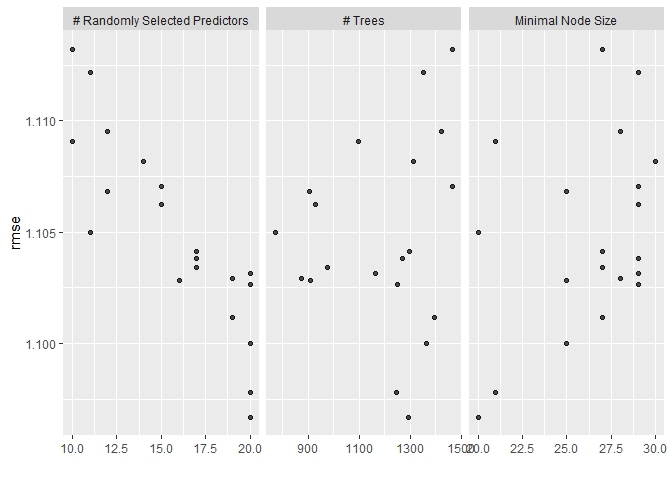 # Randomly Selected Predictors # Trees Minimal Node Size
1.110
1.105
1.100
rmse
10.0 12.5 15.0 17.5 20.0 900 1100 1300 1500 20.0 22.5 25.0 27.5 30.0